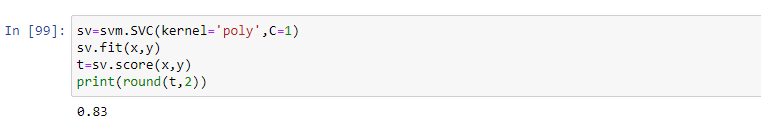 In [99]: sv=svm.SVC(kernel='poly',C=1)
sv.fit(x,y)
t=sv.score(x,y)
print(round(t,2))
0.83